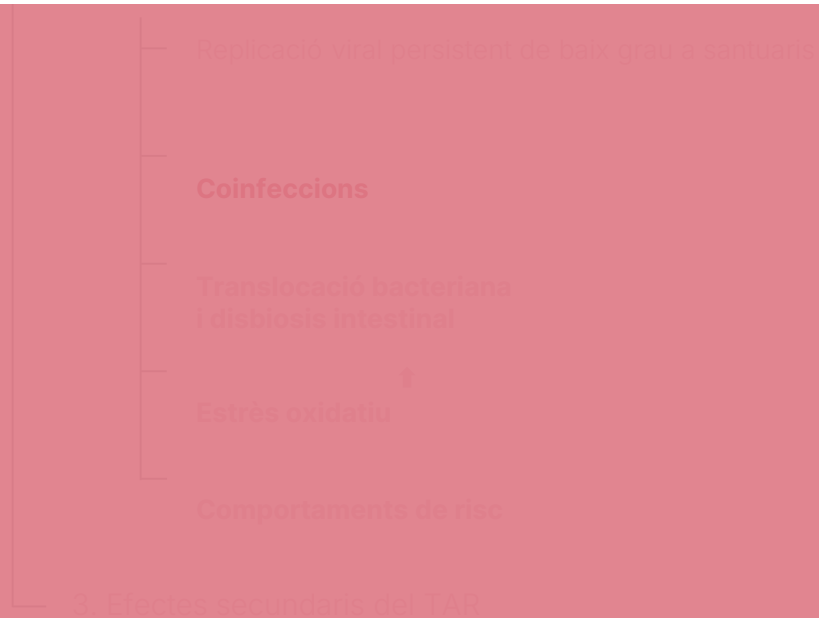 Replicació viral persistent de baix grau a santuaris
Coinfeccions
Translocació bacteriana
i disbiosis intestinal
Estrès oxidatiu
Comportaments de risc
3. Efectes secundaris del TAR